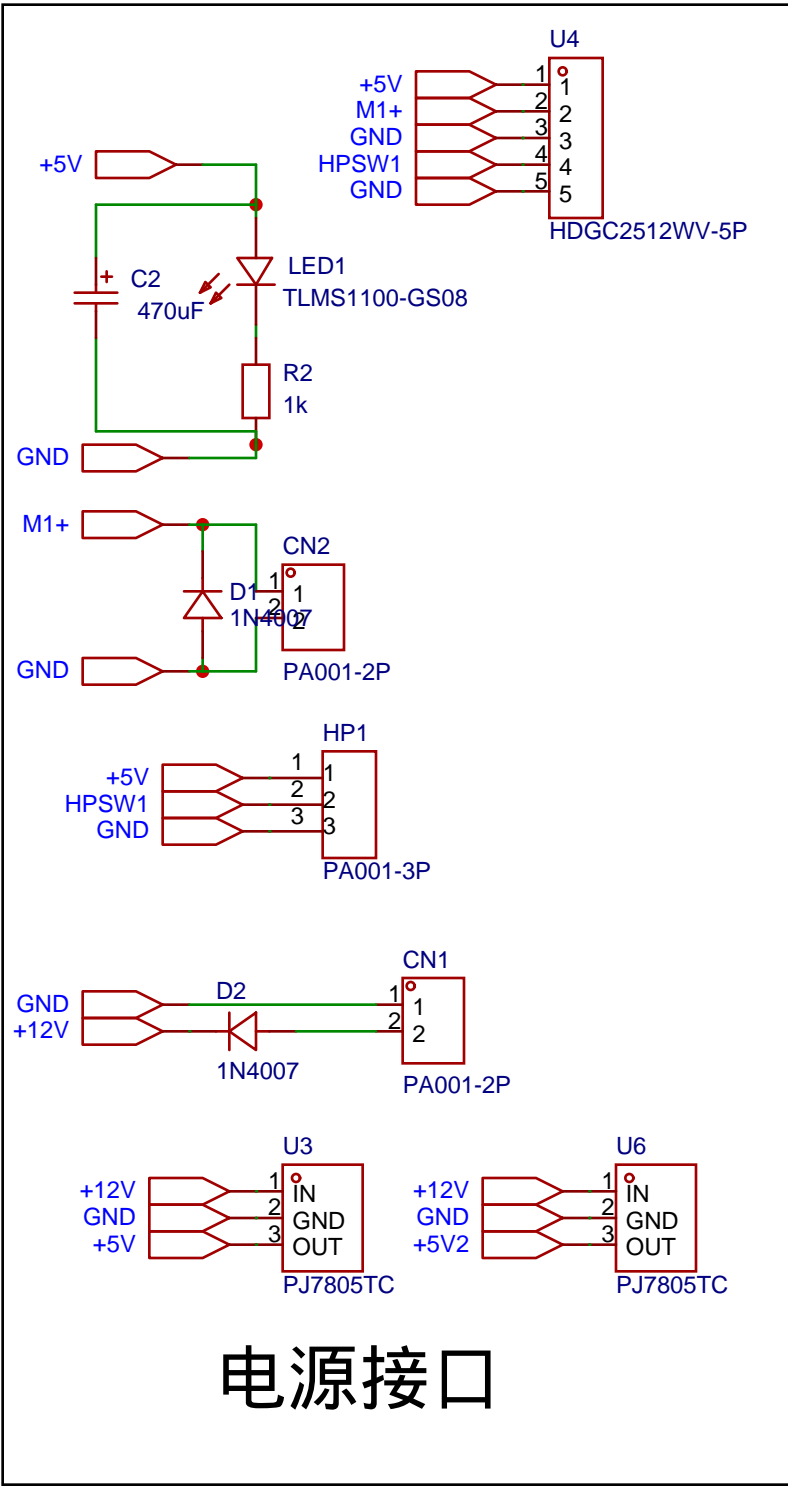 U4
+5V
M1+
GND
HPSW1
GND
1
2
3
4
5
1
2
3
4
5
HDGC2512WV-5P
+5V
C2
470uF
LED1
TLMS1100-GS08
R2
1k
GND
M1+
CN2
D1
1N4007
1
2
1
2
GND
PA001-2P
HP1
+5V
HPSW1
GND
1
2
3
1
2
3
PA001-3P
CN1
GND
+12V
D2
1N4007
1
2
1
2
PA001-2P
U3
+12V
GND
+5V
1
2
3
IN
GND
OUT
PJ7805TC
U6
+12V
GND
+5V2
1
2
3
IN
GND
OUT
PJ7805TC
电源接口